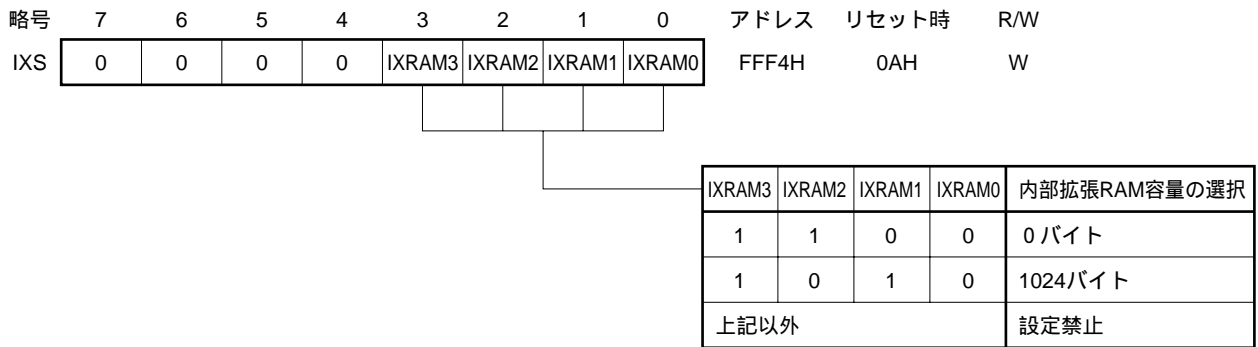 略号 7 6 5 4 3 2 1 0 アドレス リセット時 R/W
IXS 0 0 0 0 IXRAM3 IXRAM2 IXRAM1 IXRAM0 FFF4H 0AH W
IXRAM3 IXRAM2 IXRAM1 IXRAM0 内部拡張RAM容量の選択
1 1 0 0 0バイト
1 0 1 0 1024バイト
上記以外 設定禁止